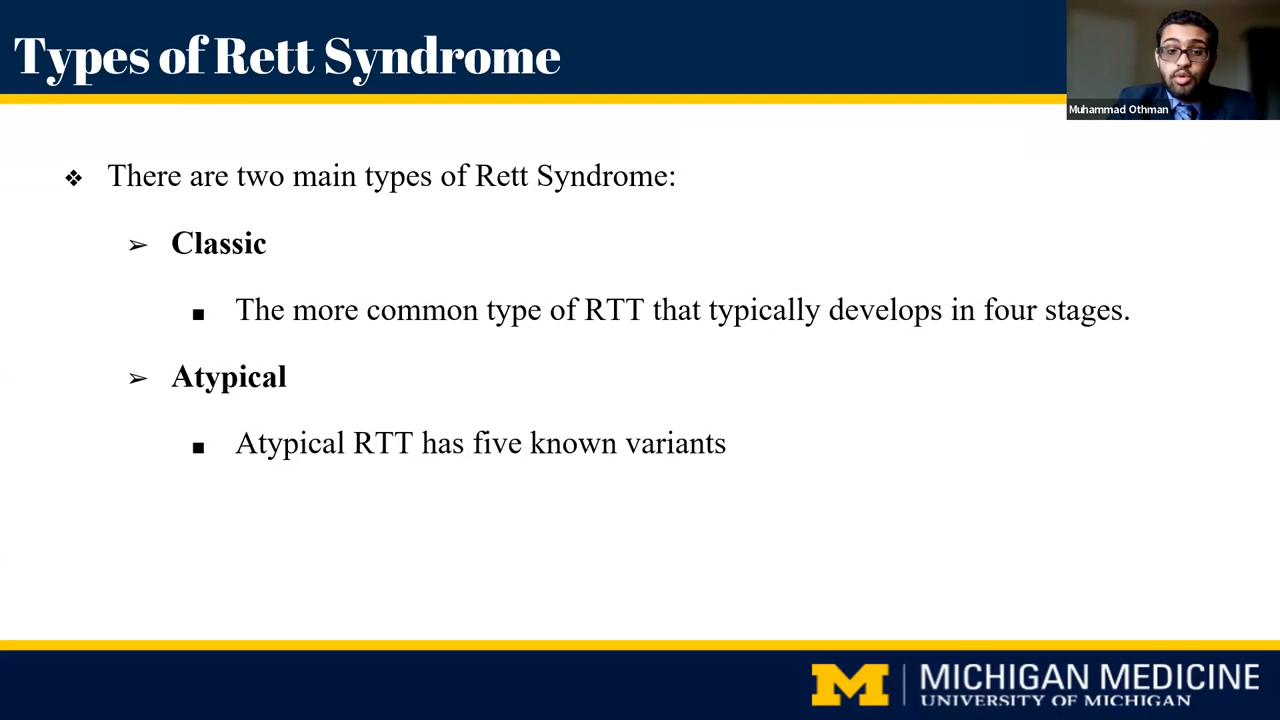 Types of Rett Syndrome
Muhammad Othman
❖ There are two main types of Rett Syndrome:
➢ Classic
■ The more common type of RTT that typically develops in four stages.
➢ Atypical
■ Atypical RTT has five known variants
M | MICHIGAN MEDICINE
UNIVERSITY OF MICHIGAN